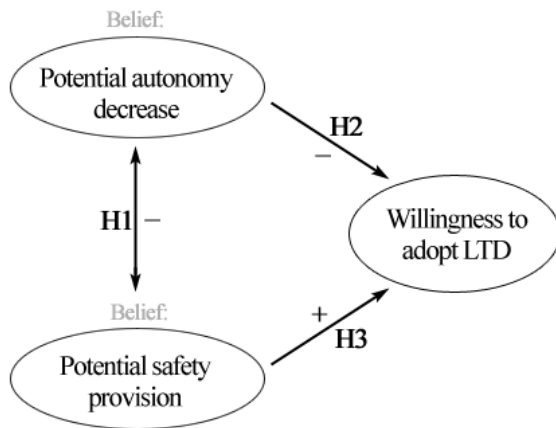 Belief:
Potential autonomy
decrease
H2
−
Willingness to
adopt LTD
H1 −
Belief:
+
H3
Potential safety
provision